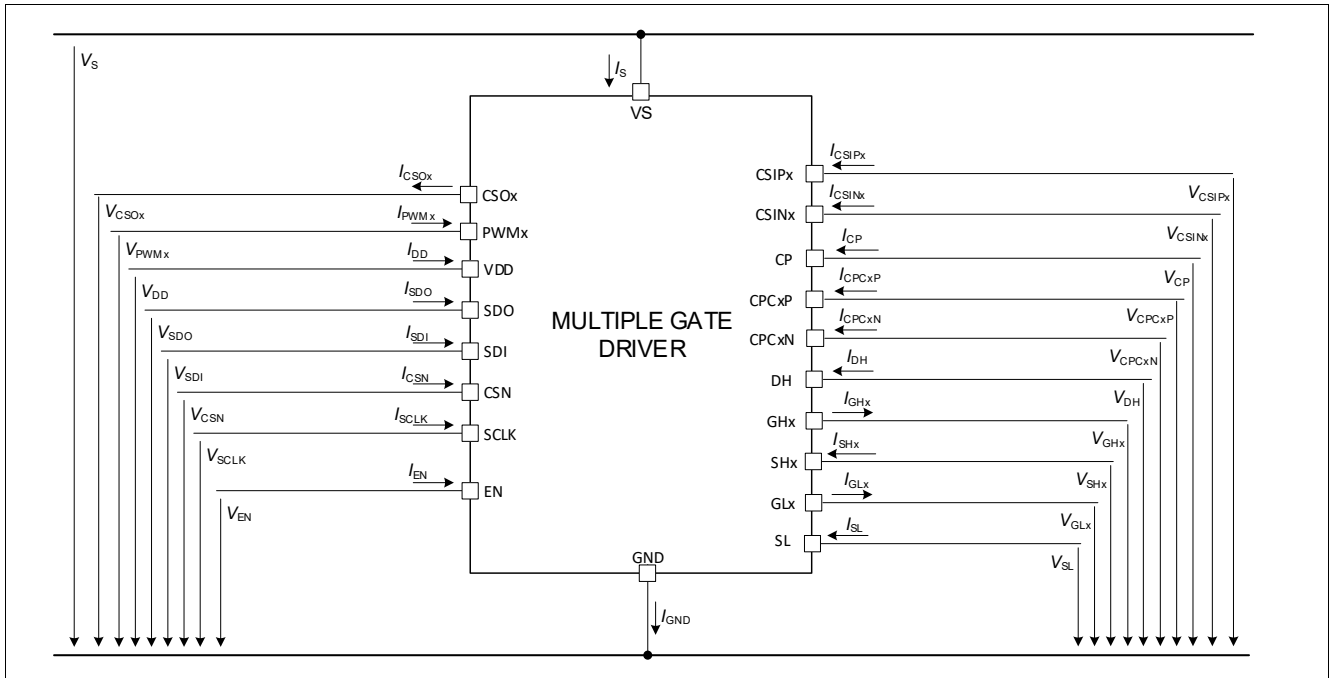 VS
IS
VS
ICSOx
CSOx
VCSOx
IPWMx
PWMx
VPWMx
IDD
VDD
VDD
ISDO
SDO
VSDO
ISDI
SDI
VSDI
ICSN
CSN
VCSN
ISCLK
SCLK
VSCLK
IEN
EN
VEN
MULTIPLE GATE
DRIVER
ICSIPx
CSIPx
VCSIPx
ICSINx
CSINx
VCSINx
ICP
CP
VCP
ICPCxP
CPCxP
VCPCxP
ICPCxN
CPCxN
VCPCxN
IDH
DH
VDH
IGHx
GHx
VGHx
ISHx
SHx
VSHx
IGLx
GLx
VGLx
ISL
SL
VSL
GND
IGND